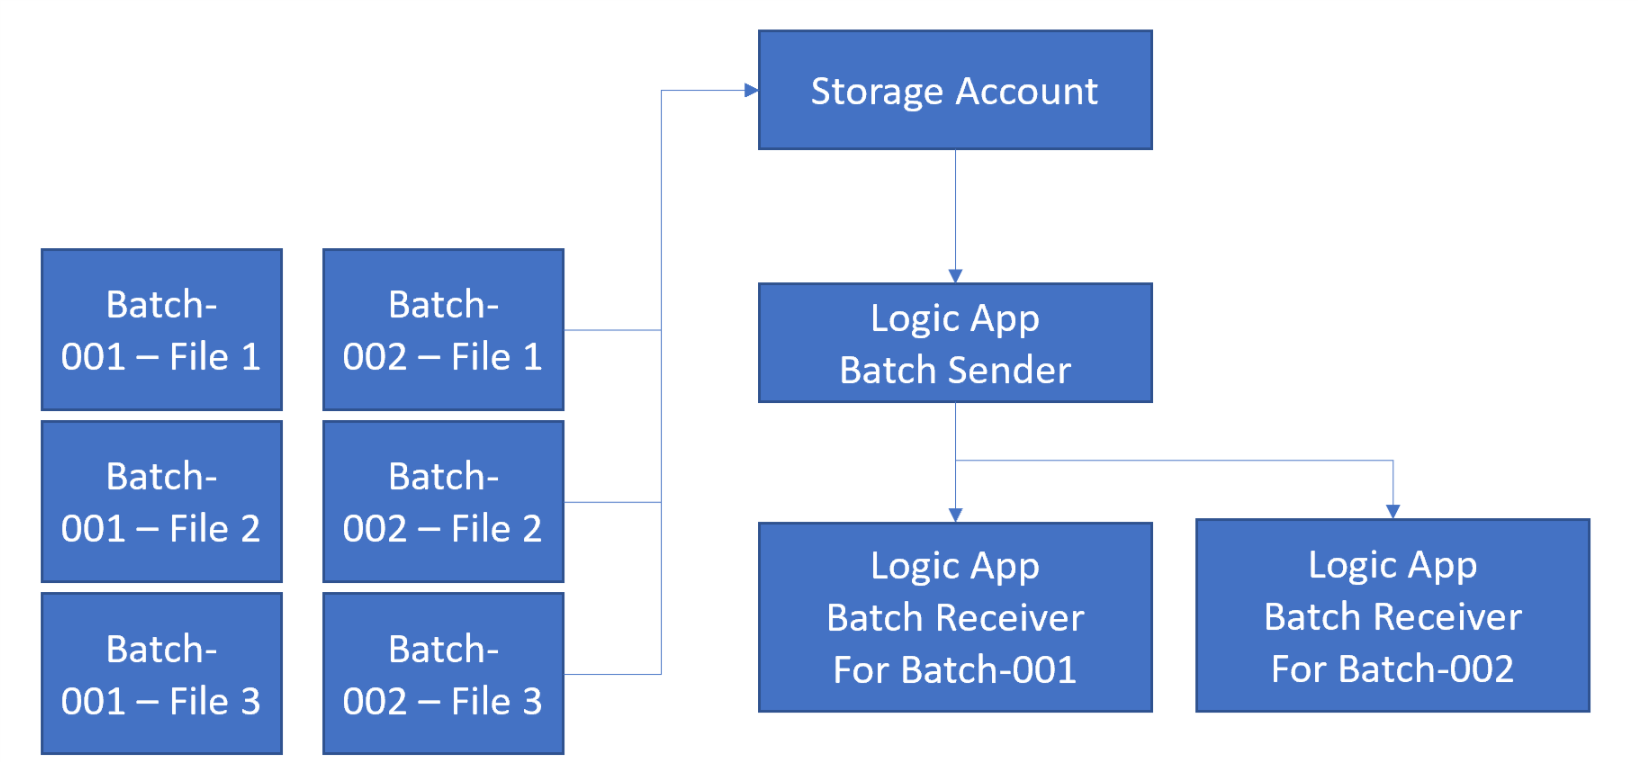 Storage Account
Batch-
001 – File 1
Batch-
002 – File 1
Logic App
Batch Sender
Batch-
001 – File 2
Batch-
002 – File 2
Batch-
001 – File 3
Batch-
002 – File 3
Logic App
Batch Receiver
For Batch-001
Logic App
Batch Receiver
For Batch-002